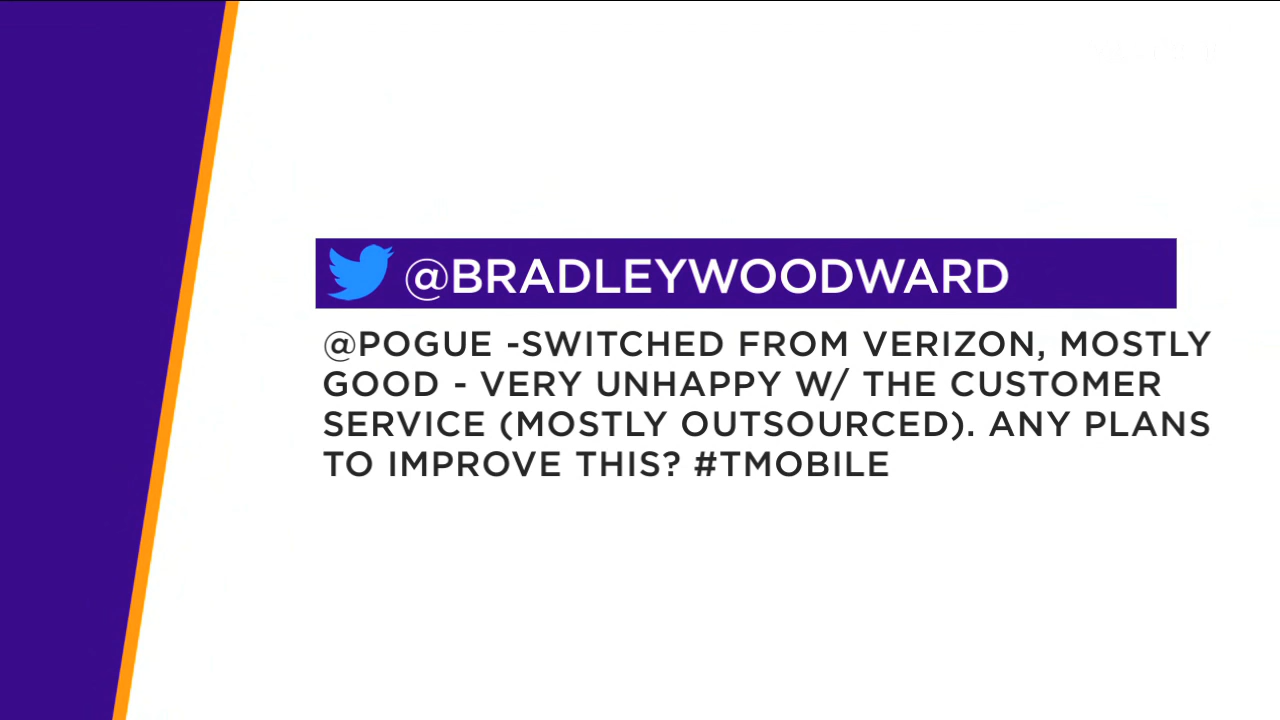 @BRADLEYWOODWARD
@POGUE -SWITCHED FROM VERIZON, MOSTLY
GOOD - VERY UNHAPPY W/ THE CUSTOMER
SERVICE (MOSTLY OUTSOURCED). ANY PLANS
TO IMPROVE THIS? #TMOBILE